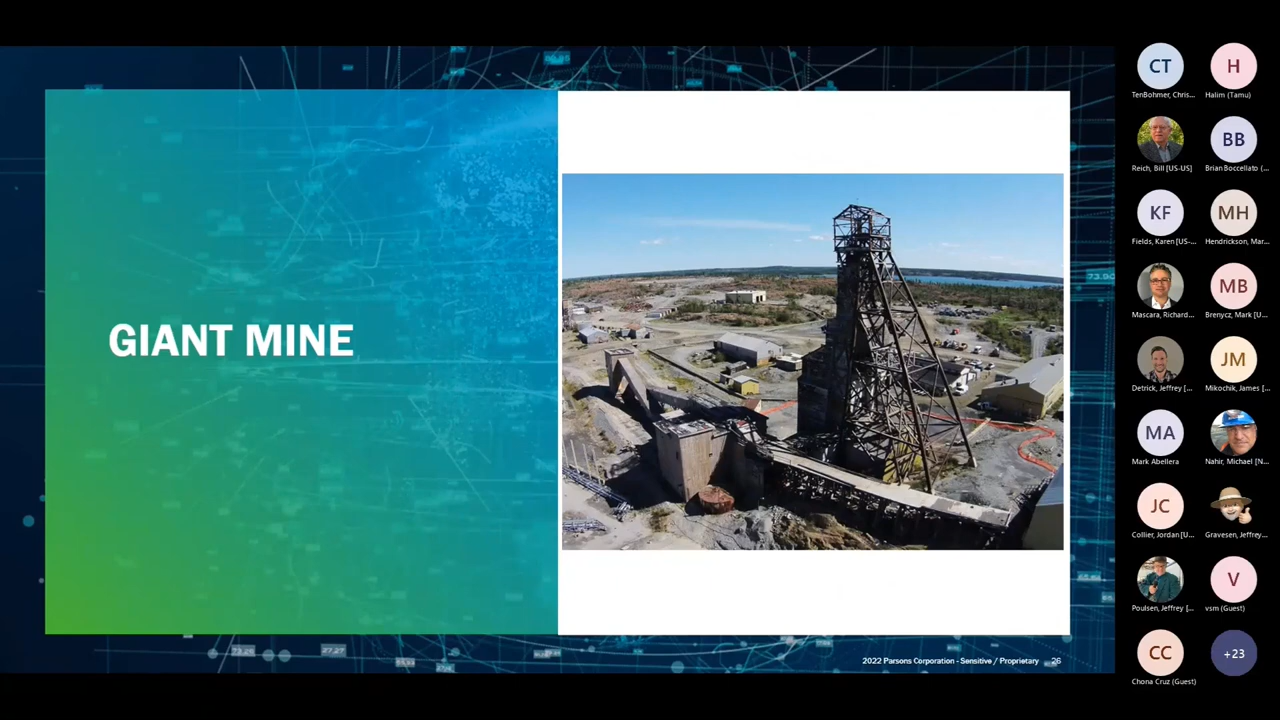 GIANT MINE
2022 Parsons Corporation - Sensitive / Proprietary
26
CT
TenBohmer, Chris...
H
Halim (Tamu)
Reich, Bill [US-US]
BB
Brian Boccellato (...
KF
Fields, Karen [US-...
MH
Hendrickson, Mar...
Mascara, Richard...
MB
Brenycz, Mark [U...
Detrick, Jeffrey [...
JM
Mikochik, James [...
MA
Mark Abellera
Nahir, Michael [N...
JC
Collier, Jordan [U...
Gravesen, Jeffrey...
Poulsen, Jeffrey [...
V
vsm (Guest)
CC
Chona Cruz (Guest)
+23